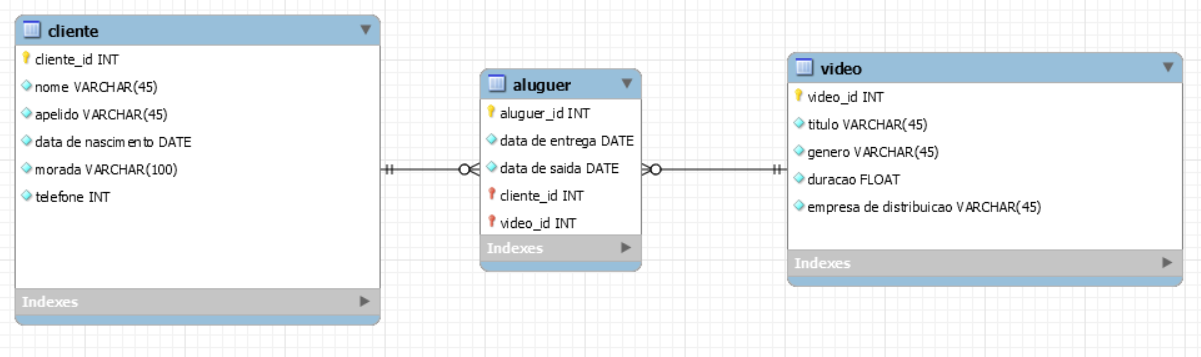 cliente
cliente_id INT
nome VARCHAR(45)
apelido VARCHAR(45)
data de nascimento DATE
morada VARCHAR(100)
telefone INT
Indexes
aluguer
aluguer_id INT
data de entrega DATE
data de saida DATE
cliente_id INT
video_id INT
Indexes
video
video_id INT
titulo VARCHAR(45)
genero VARCHAR(45)
duracao FLOAT
empresa de distribuicao VARCHAR(45)
Indexes